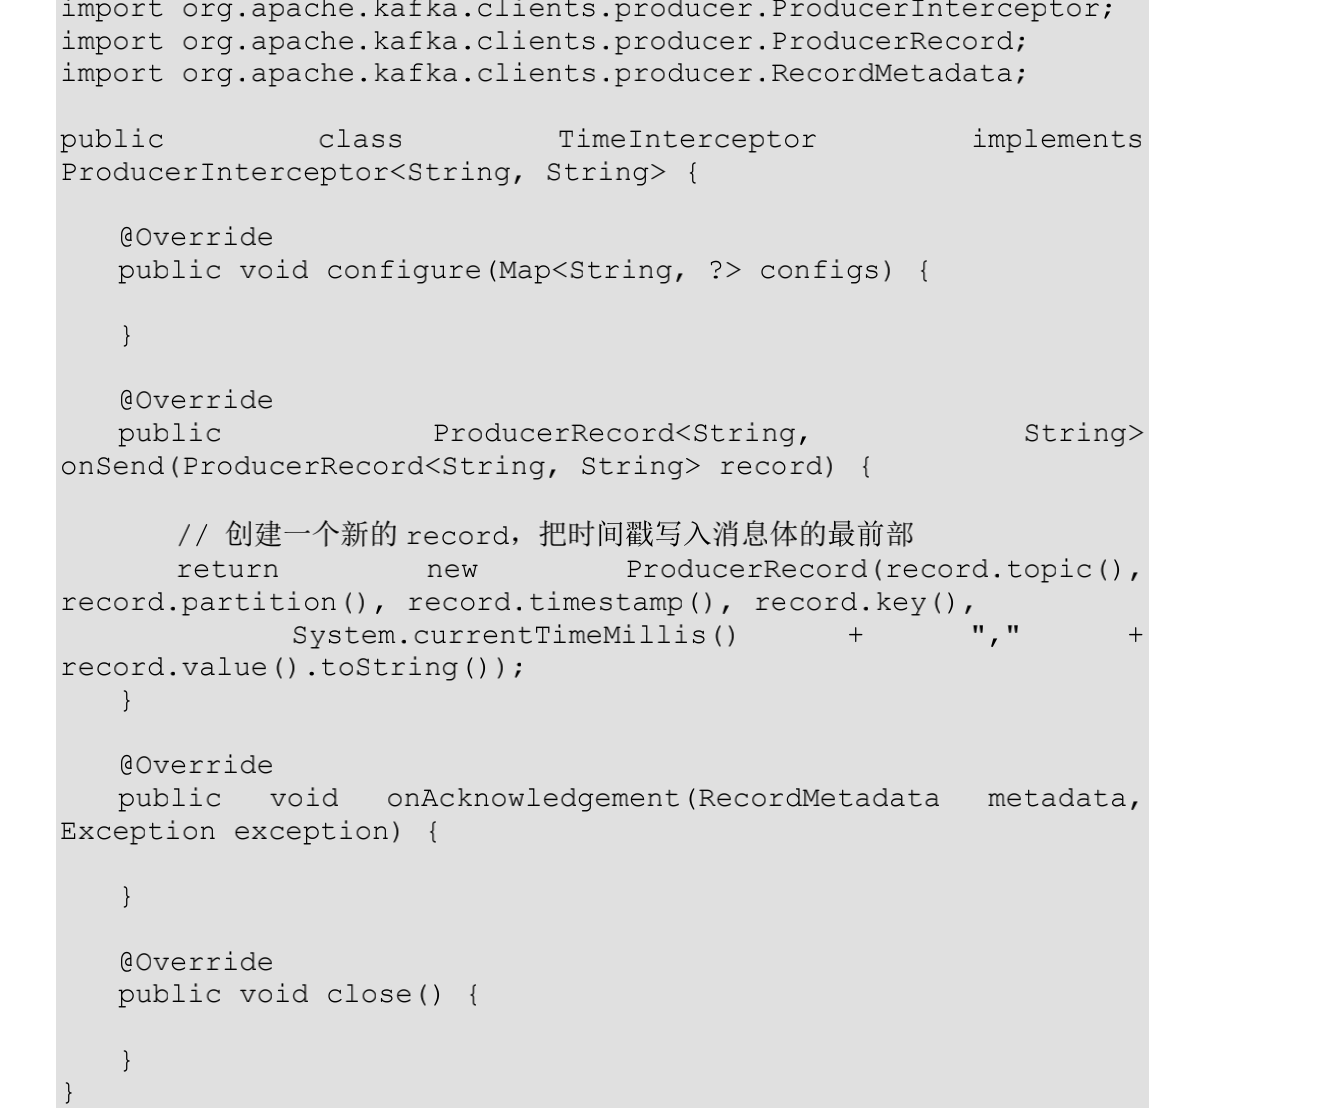 import org.apache.kafka.clients.producer.ProducerInterceptor;
import org.apache.kafka.clients.producer.ProducerRecord;
import org.apache.kafka.clients.producer.RecordMetadata;
public class TimeInterceptor implements
ProducerInterceptor<String, String> {
@Override
public void configure(Map<String, ?> configs) {
}
@Override
public ProducerRecord<String, String>
onSend(ProducerRecord<String, String> record) {
// 创建一个新的 record，把时间戳写入消息体的最前部
return new ProducerRecord(record.topic(),
record.partition(), record.timestamp(), record.key(),
System.currentTimeMillis() + "," +
record.value().toString());
}
@Override
public void onAcknowledgement(RecordMetadata metadata,
Exception exception) {
}
@Override
public void close() {
}
}